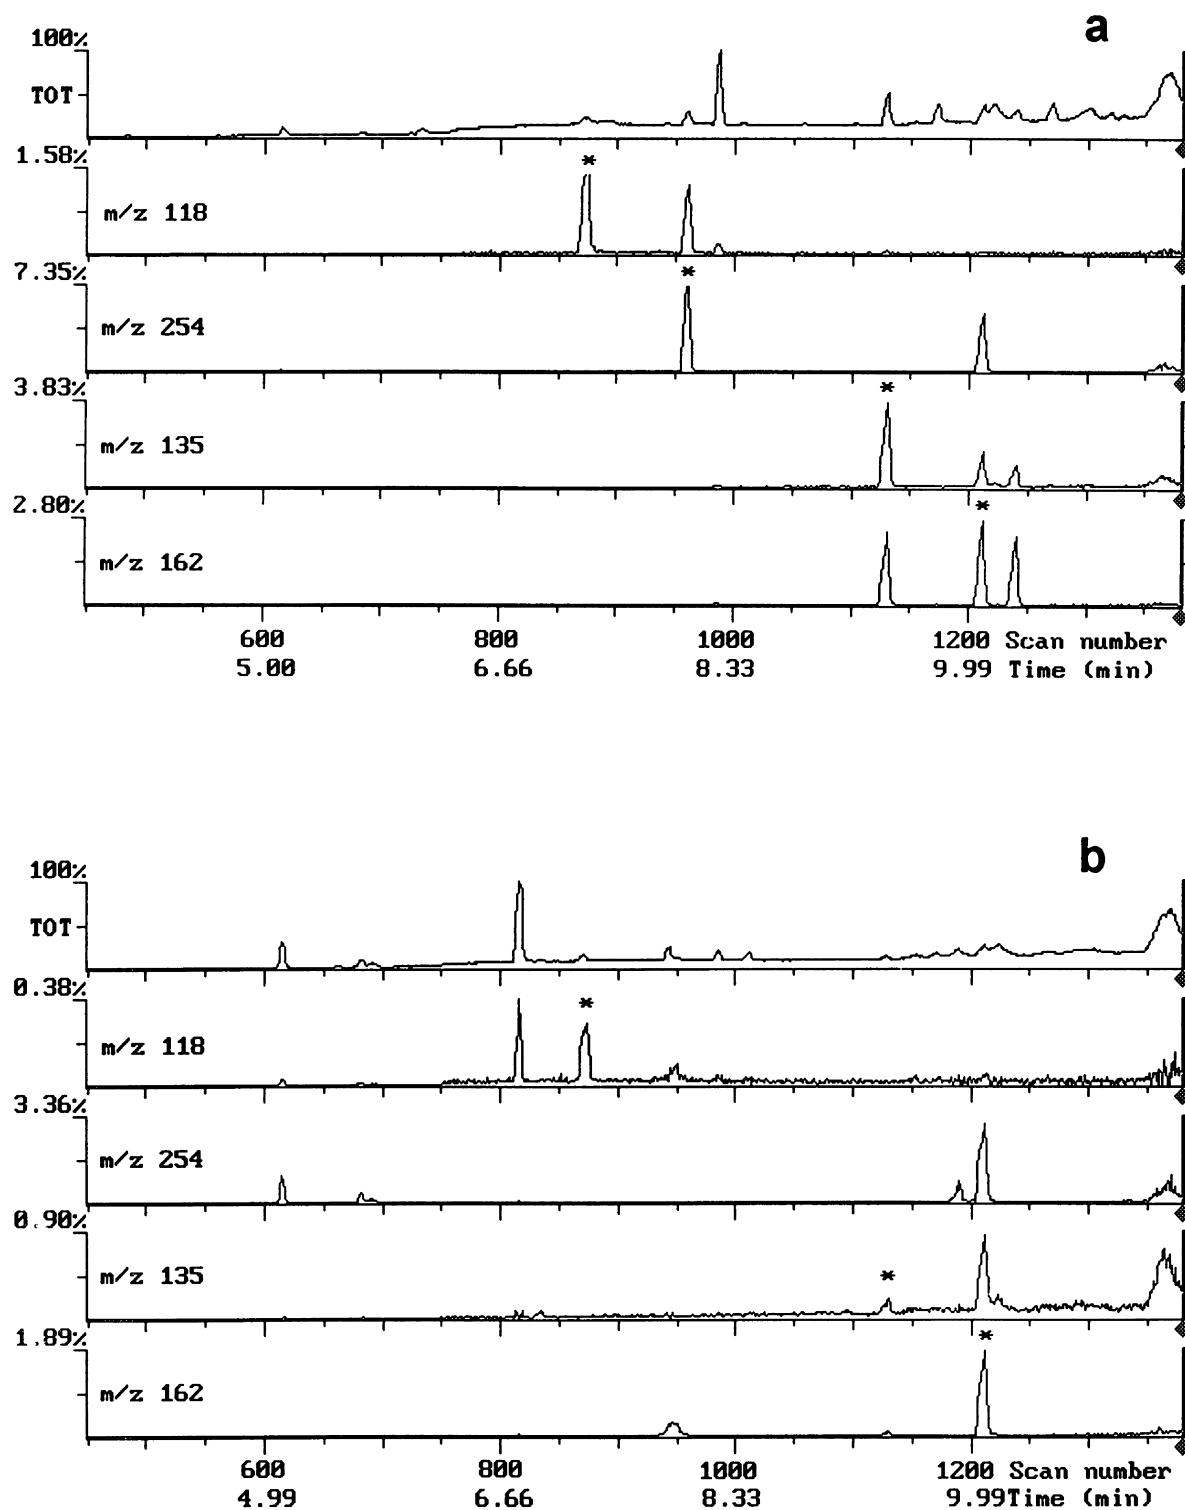 a
100%
TOT
1.58%
*
m/z 118
7.35%
*
m/z 254
3.83%
*
m/z 135
2.80%
*
m/z 162
600 800 1000 1200 Scan number
5.00 6.66 8.33 9.99 Time (min)
b
100%
TOT
0.38%
*
m/z 118
3.36%
m/z 254
0.90%
*
m/z 135
1.89%
*
m/z 162
600 800 1000 1200 Scan number
4.99 6.66 8.33 9.99Time (min)